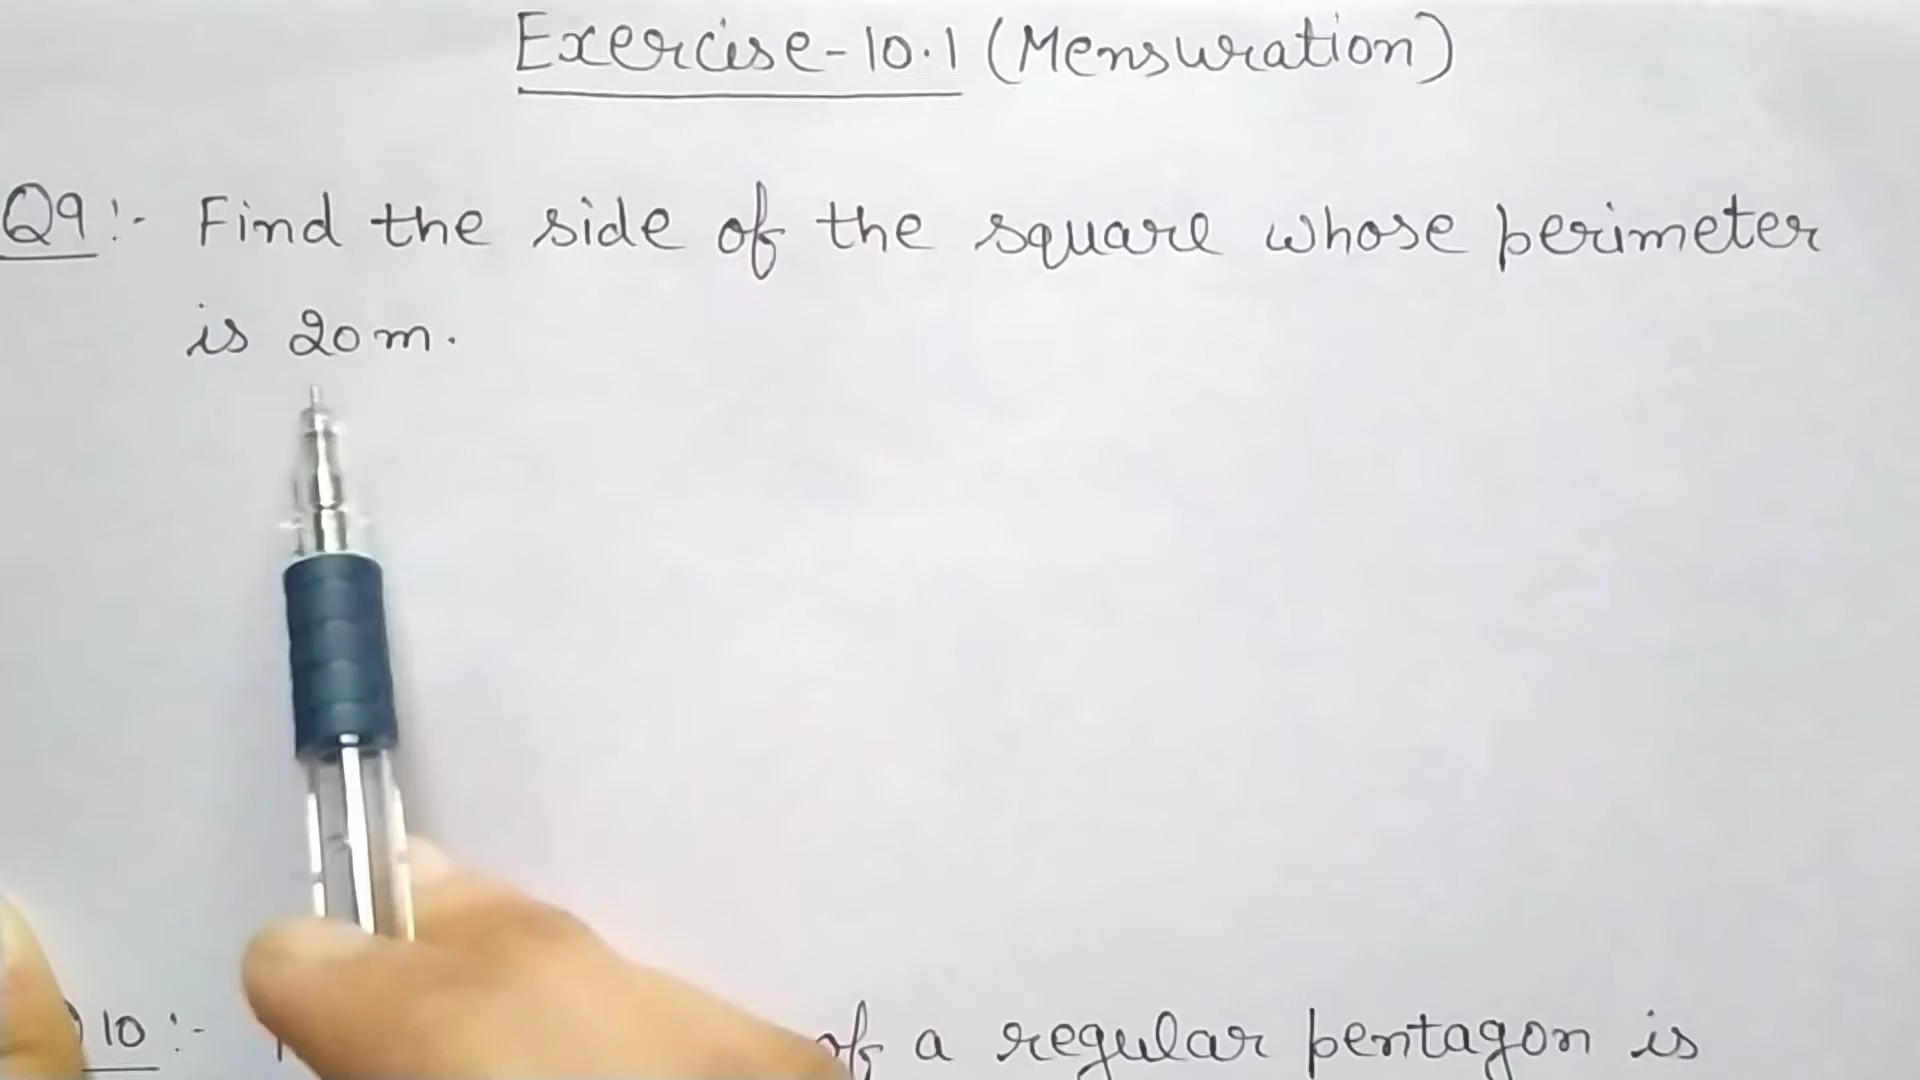 Exercise-10.1 (Mensuration)
Q9:- Find the side of the square whose perimeter
is 20m.
10:- of a regular pentagon is